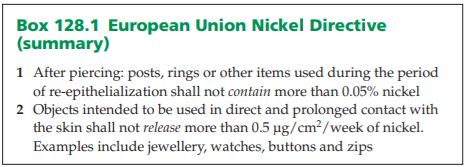 Box 128.1 European Union Nickel Directive
(summary)
1 After piercing: posts, rings or other items used during the period
of re-epithelialization shall not contain more than 0.05% nickel
2 Objects intended to be used in direct and prolonged contact with
the skin shall not release more than 0.5 μg/cm²/week of nickel.
Examples include jewellery, watches, buttons and zips